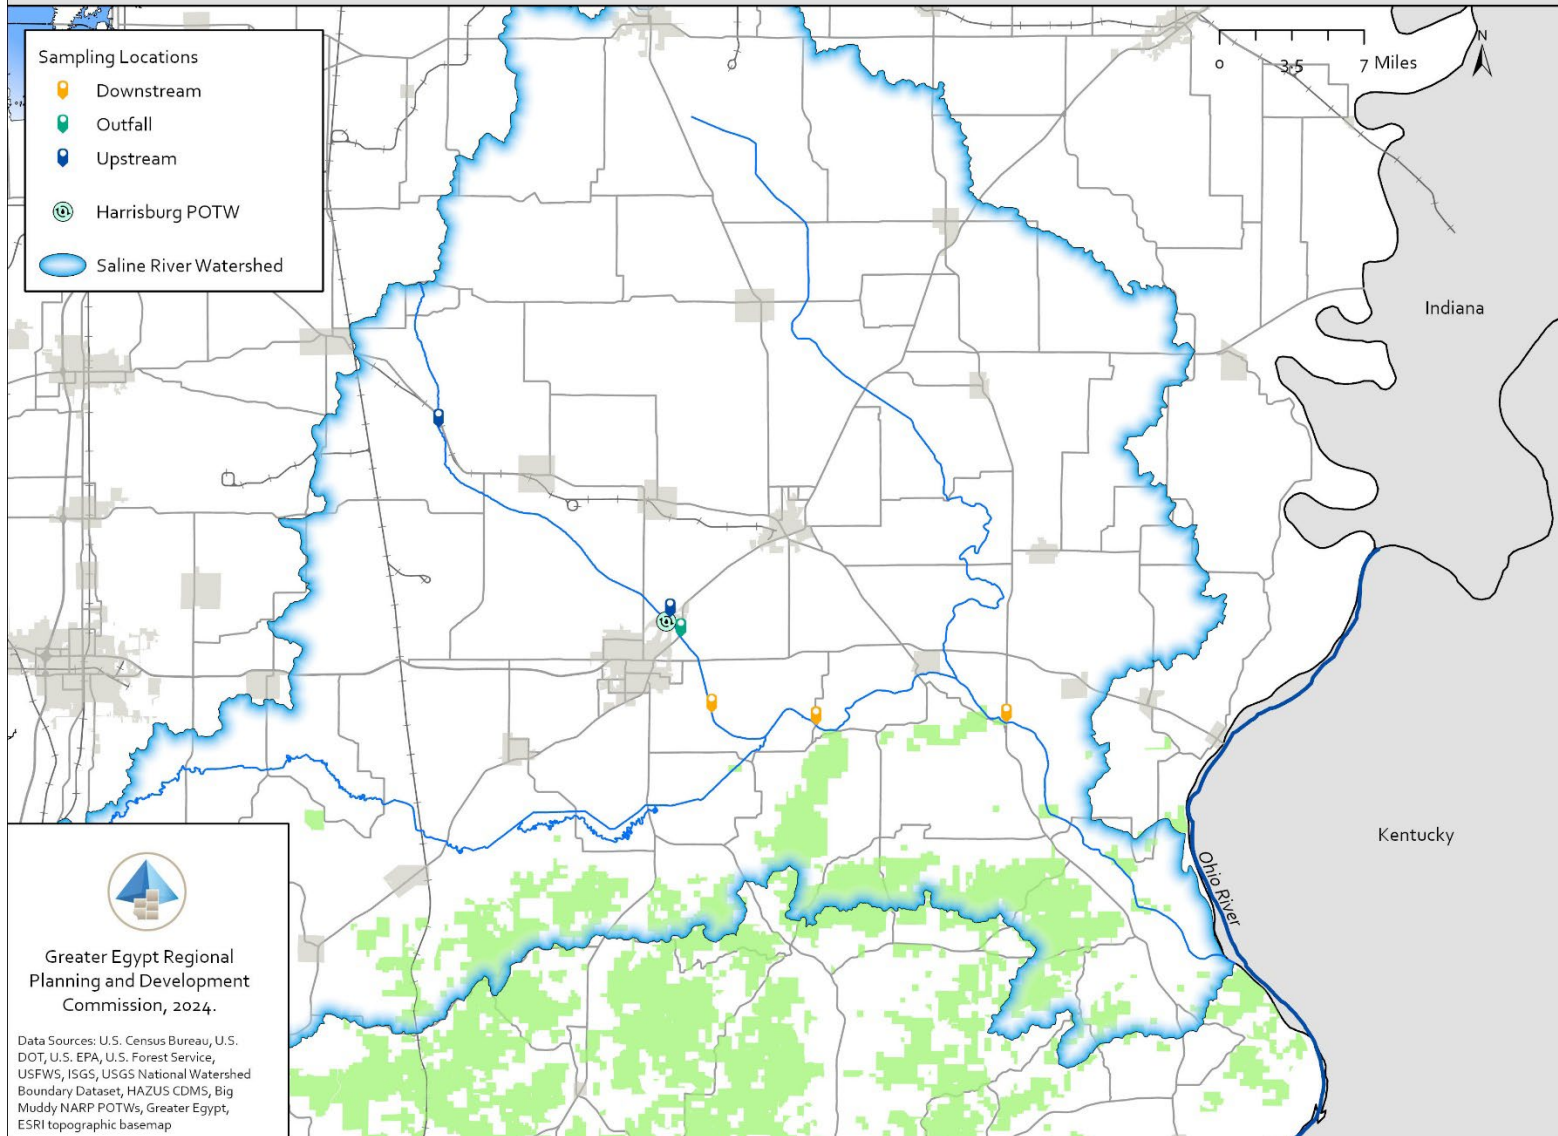 Sampling Locations
Downstream
Outfall
Upstream
Harrisburg POTW
Saline River Watershed
0 3.5 7 Miles
N
Indiana
Kentucky
Ohio River
Greater Egypt Regional
Planning and Development
Commission, 2024.
Data Sources: U.S. Census Bureau, U.S.
DOT, U.S. EPA, U.S. Forest Service,
USFWS, ISGS, USGS National Watershed
Boundary Dataset, HAZUS CDMS, Big
Muddy NARP POTWs, Greater Egypt,
ESRI topographic basemap